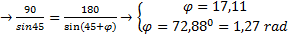 → 90/sin45 = 180/sin(45+φ) → { φ = 17,11
φ = 72,88⁰ = 1,27 rad